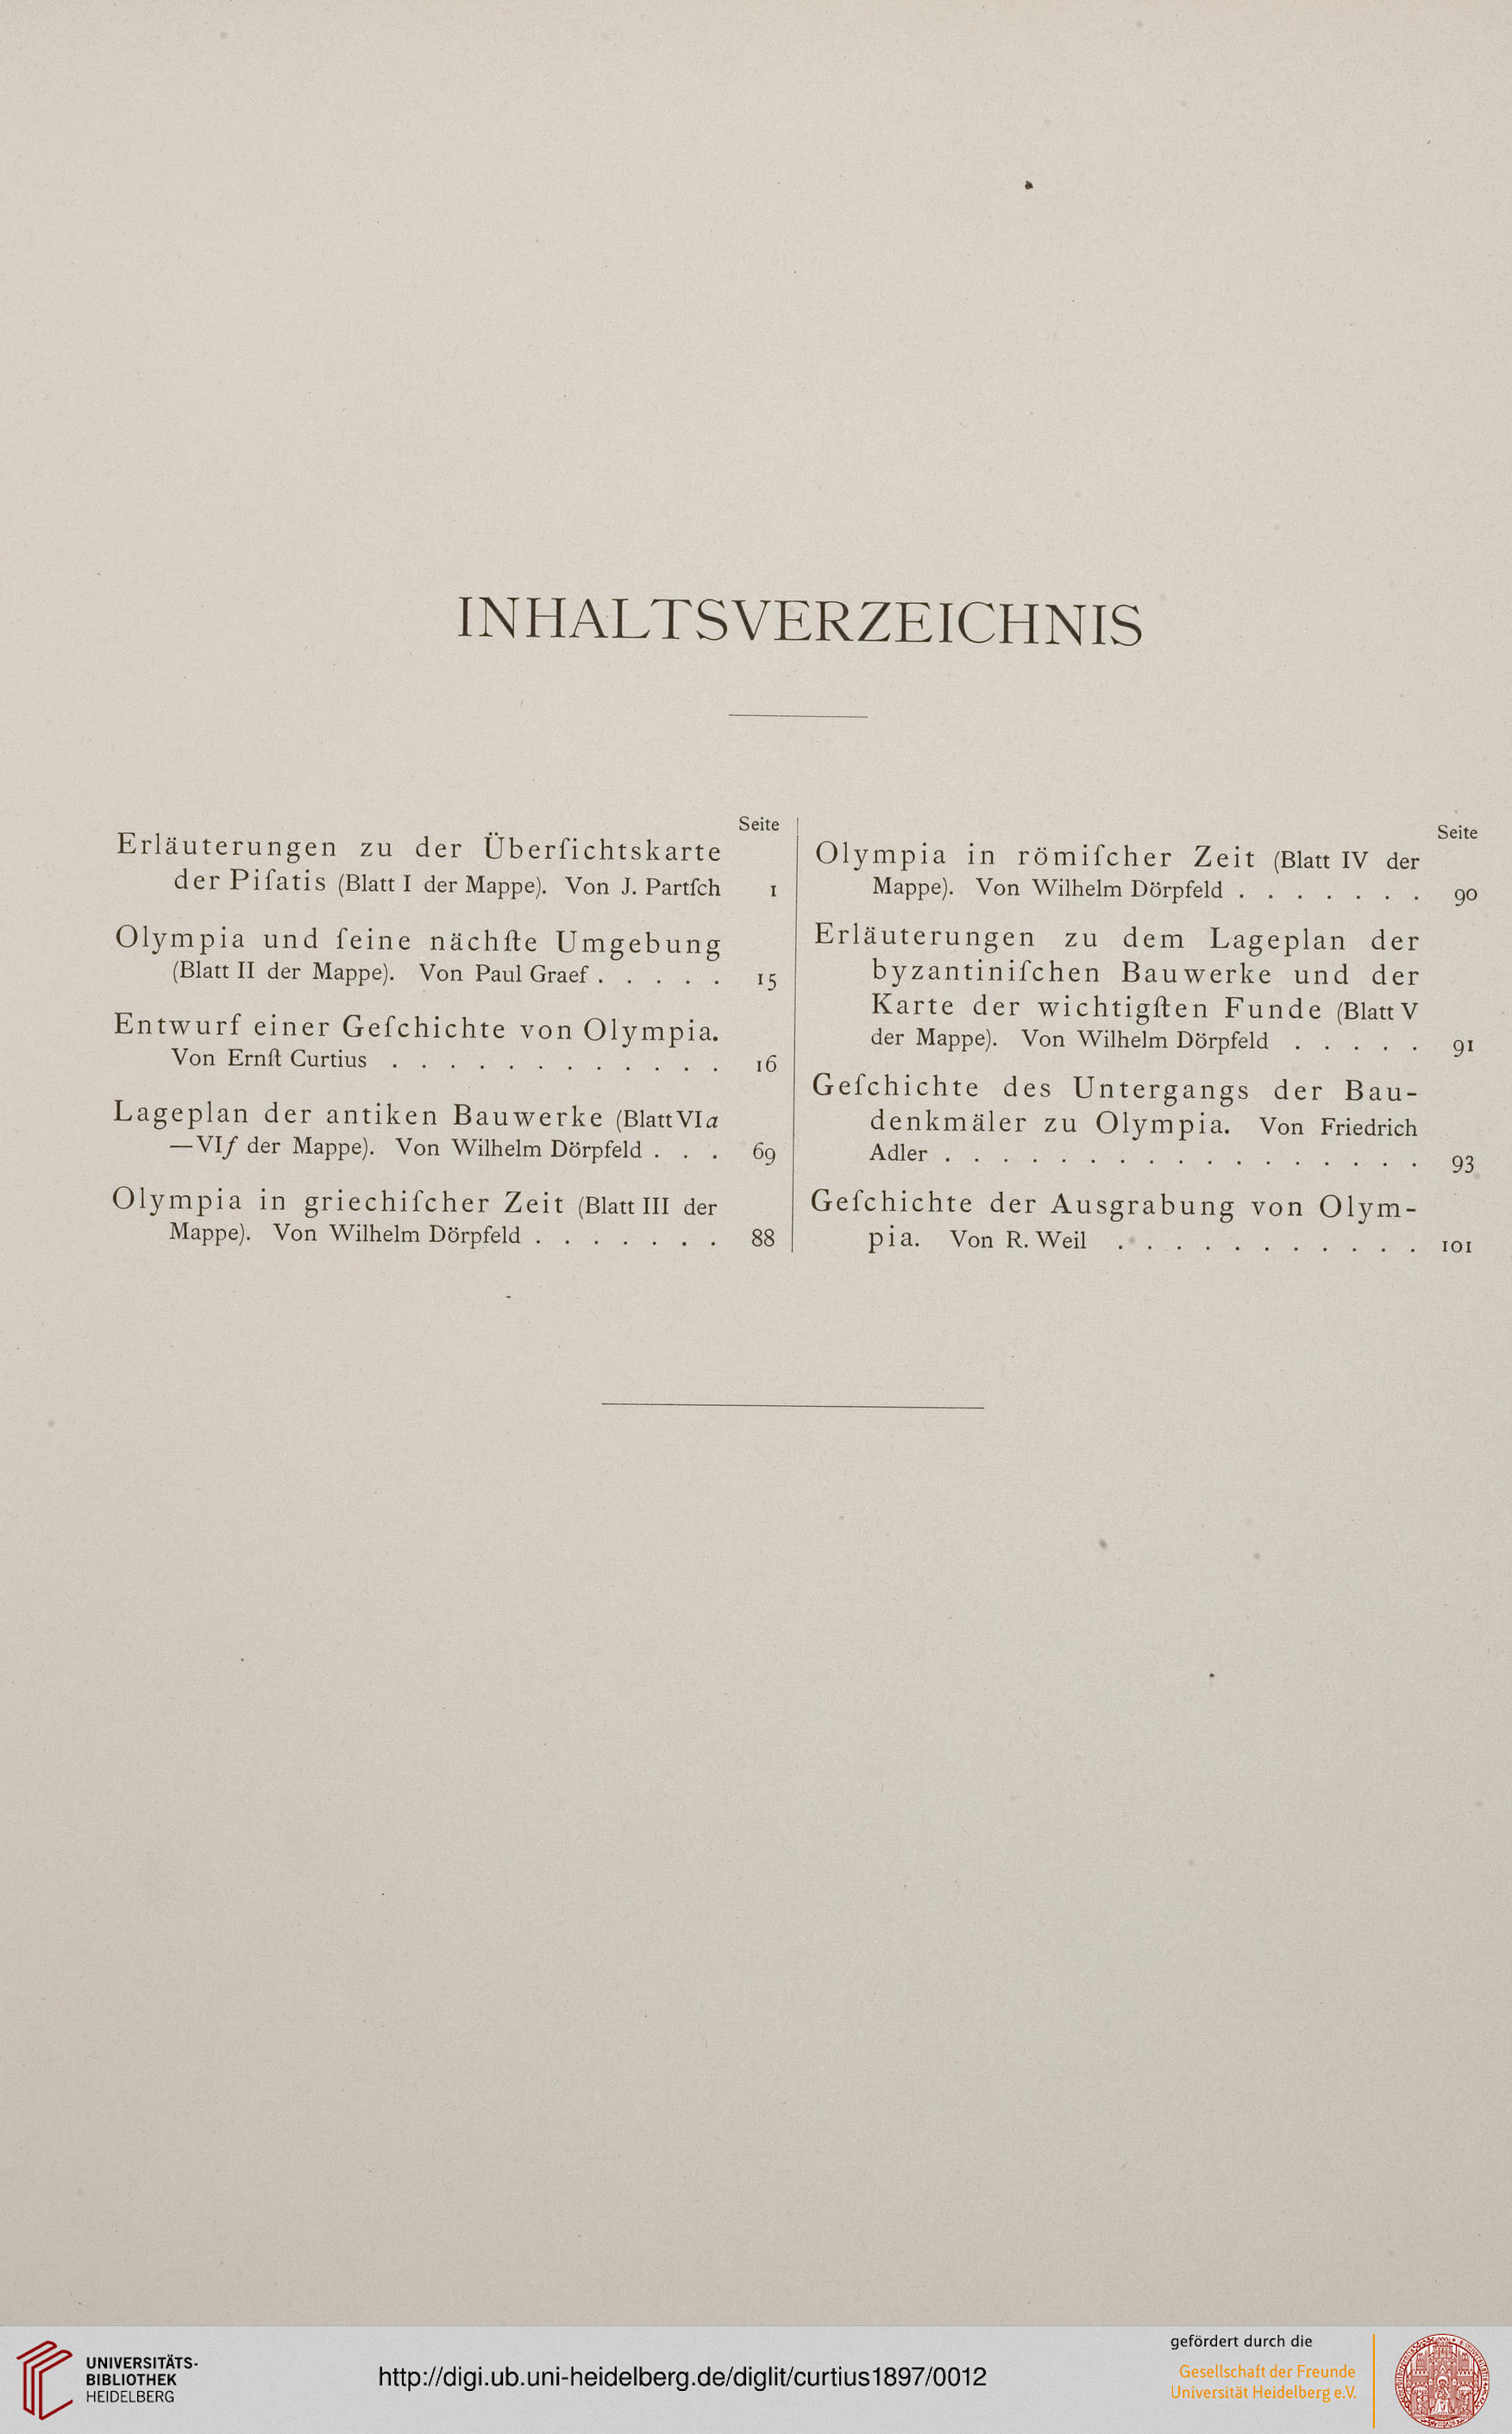 INHALTSVERZEICHNIS
Seite
Erläuterungen zu der Überſichtskarte
der Piſatis (Blatt I der Mappe). Von J. Partſch 1
Olympia und ſeine nächſte Umgebung
(Blatt II der Mappe). Von Paul Graef . . . . . 15
Entwurf einer Geſchichte von Olympia.
Von Ernſt Curtius . . . . . . . . . . . . 16
Lageplan der antiken Bauwerke (Blatt VIa
—VIf der Mappe). Von Wilhelm Dörpfeld . . . 69
Olympia in griechiſcher Zeit (Blatt III der
Mappe). Von Wilhelm Dörpfeld . . . . . . . 88
Seite
Olympia in römiſcher Zeit (Blatt IV der
Mappe). Von Wilhelm Dörpfeld . . . . . . . 90
Erläuterungen zu dem Lageplan der
byzantiniſchen Bauwerke und der
Karte der wichtigſten Funde (Blatt V
der Mappe). Von Wilhelm Dörpfeld . . . . . 91
Geſchichte des Untergangs der Bau-
denkmäler zu Olympia. Von Friedrich
Adler . . . . . . . . . . . . . . . . . 93
Geſchichte der Ausgrabung von Olym-
pia. Von R. Weil . . . . . . . . . . . 101
UNIVERSITÄTS-
BIBLIOTHEK
HEIDELBERG
http://digi.ub.uni-heidelberg.de/diglit/curtius1897/0012
gefördert durch die
Gesellschaft der Freunde
Universität Heidelberg e.V.